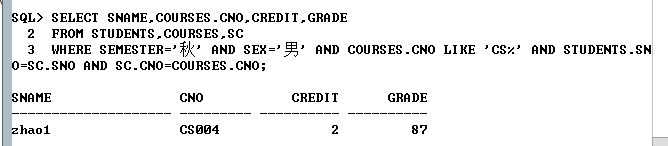 SQL> SELECT SNAME,COURSES.CNO,CREDIT,GRADE
  2  FROM STUDENTS,COURSES,SC
  3  WHERE SEMESTER='秋' AND SEX='男' AND COURSES.CNO LIKE 'CS%' AND STUDENTS.SN
O=SC.SNO AND SC.CNO=COURSES.CNO;
SNAME                CNO            CREDIT      GRADE
-------------------- ---------- ---------- ----------
zhao1                CS004               2         87